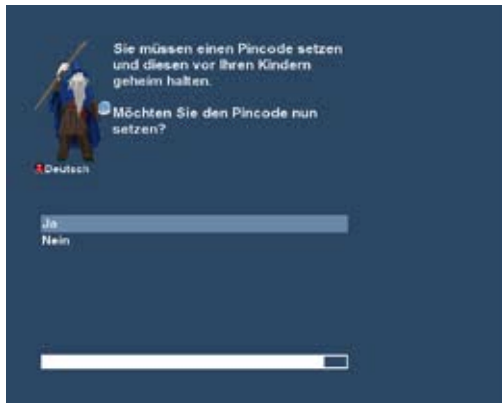 Sie müssen einen Pincode setzen
und diesen vor Ihren Kindern
geheim halten.
Möchten Sie den Pincode nun
setzen?
Deutsch
Ja
Nein